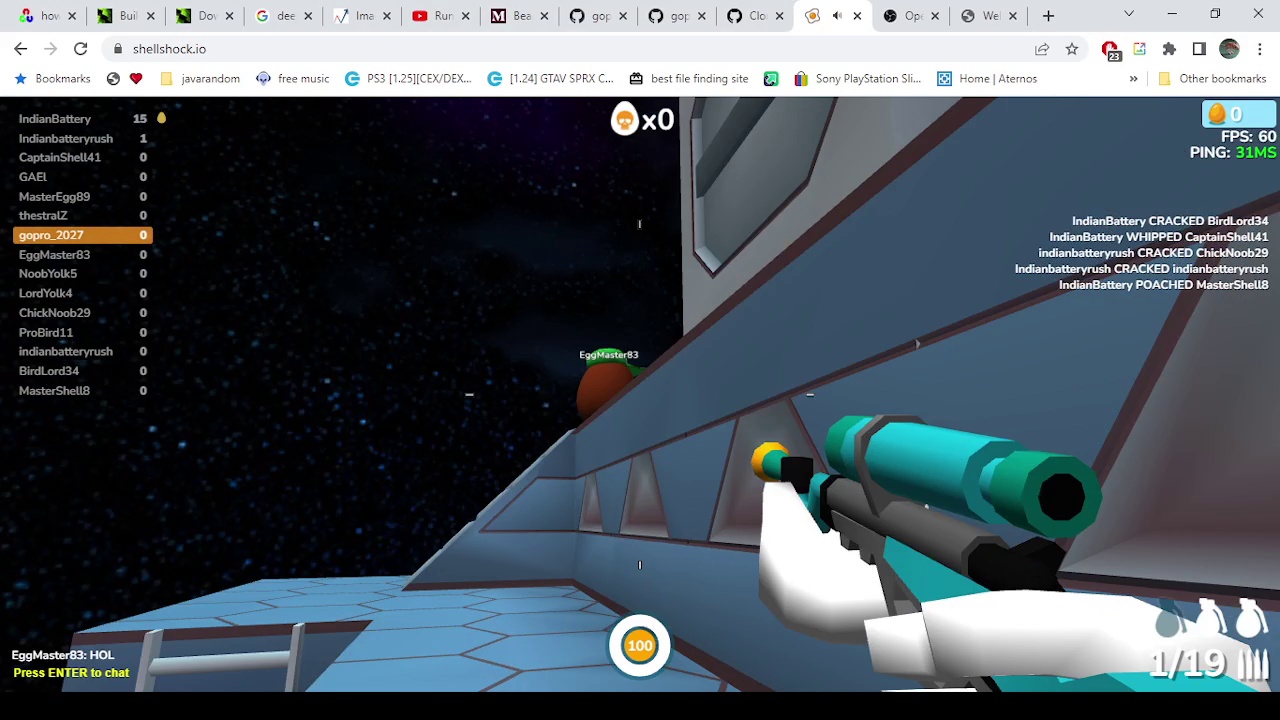 how
Buil
Dov
dee
Ima
Run
Bea
gop
gop
Clo
Ope
Wel
shellshock.io
23
Bookmarks
javarandom
free music
PS3 [1.25][CEX/DEX...
[1.24] GTAV SPRX C...
best file finding site
Sony PlayStation Sli...
Home | Aternos
»
Other bookmarks
IndianBattery 15
Indianbatteryrush 1
CaptainShell41 0
GAEl 0
MasterEgg89 0
thestralZ 0
gopro_2027 0
EggMaster83 0
NoobYolk5 0
LordYolk4 0
ChickNoob29 0
ProBird11 0
indianbatteryrush 0
BirdLord34 0
MasterShell8 0
x0
0
FPS: 60
PING: 31MS
IndianBattery CRACKED BirdLord34
IndianBattery WHIPPED CaptainShell41
indianbatteryrush CRACKED ChickNoob29
Indianbatteryrush CRACKED indianbatteryrush
IndianBattery POACHED MasterShell8
EggMaster83
EggMaster83: HOL
Press ENTER to chat
100
1/19